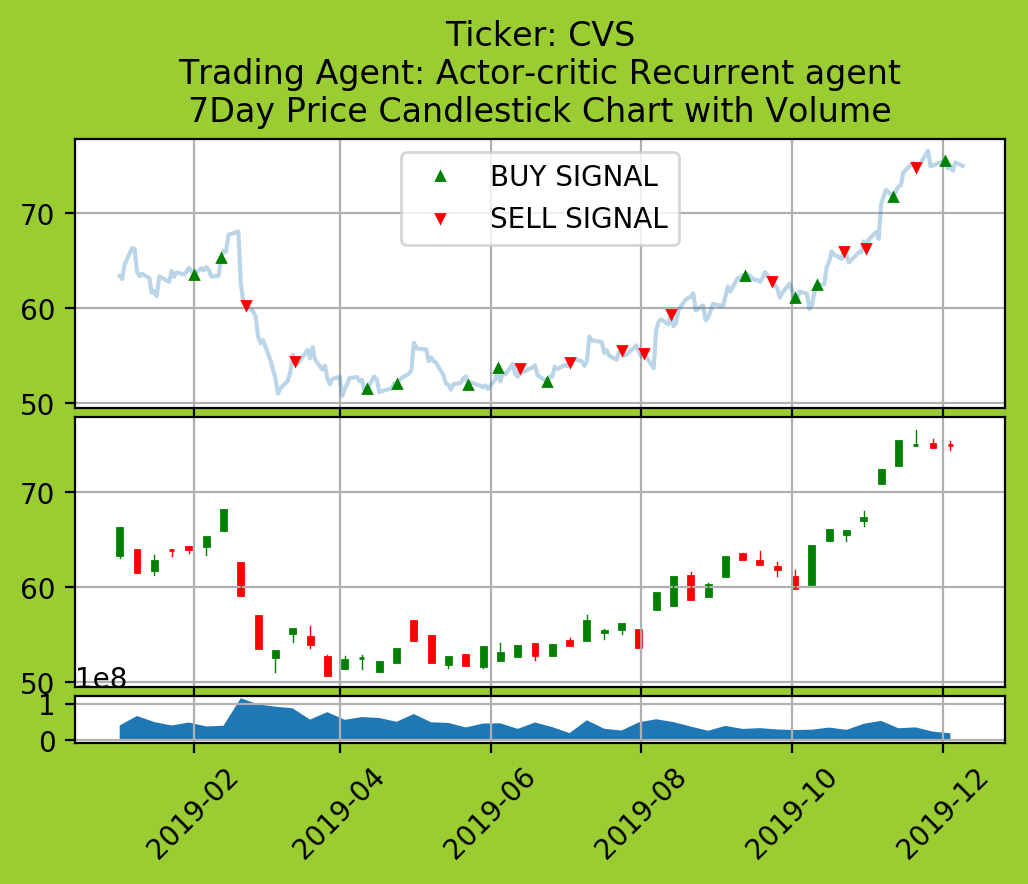 Ticker: CVS
Trading Agent: Actor-critic Recurrent agent
7Day Price Candlestick Chart with Volume
BUY SIGNAL
SELL SIGNAL
70
60
50
70
60
50
1e8
1
0
2019-02
2019-04
2019-06
2019-08
2019-10
2019-12